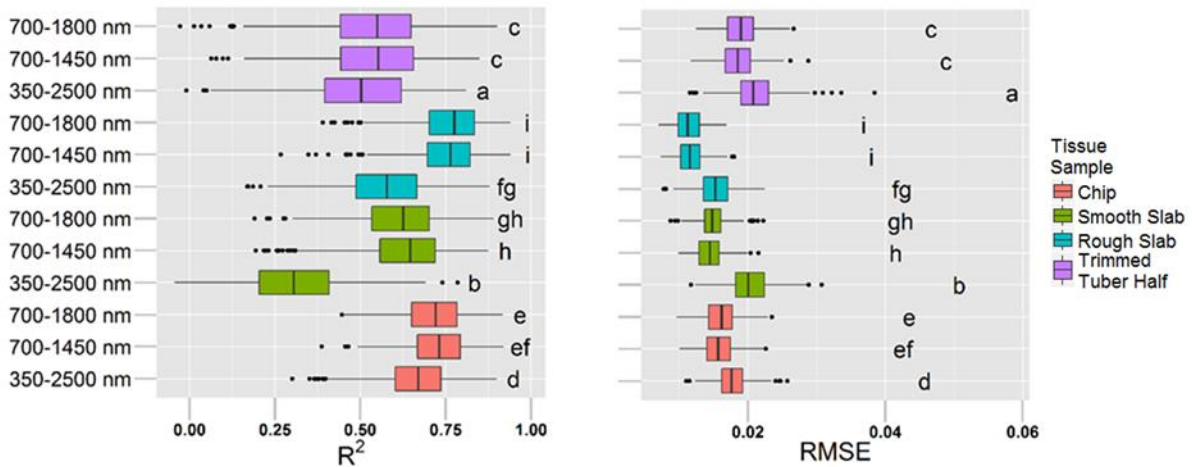 700-1800 nm c c
700-1450 nm c c
350-2500 nm a a
700-1800 nm i i
700-1450 nm i i
350-2500 nm fg fg
700-1800 nm gh gh
700-1450 nm h h
350-2500 nm b b
700-1800 nm e e
700-1450 nm ef ef
350-2500 nm d d
0.00 0.25 0.50 0.75 1.00 0.02 0.04 0.06
R² RMSE
Tissue
Sample
Chip
Smooth Slab
Rough Slab
Trimmed
Tuber Half